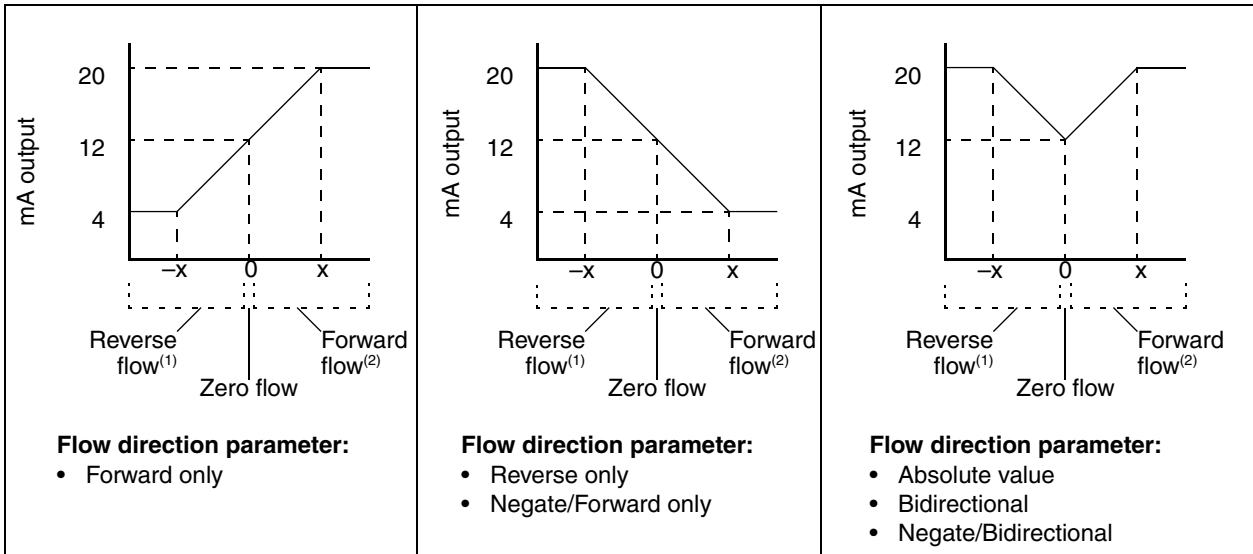 mA output
20
12
4
–x 0 x
Reverse flow(1)
Forward flow(2)
Zero flow
Flow direction parameter:
• Forward only
mA output
20
12
4
–x 0 x
Reverse flow(1)
Forward flow(2)
Zero flow
Flow direction parameter:
• Reverse only
• Negate/Forward only
mA output
20
12
4
–x 0 x
Reverse flow(1)
Forward flow(2)
Zero flow
Flow direction parameter:
• Absolute value
• Bidirectional
• Negate/Bidirectional